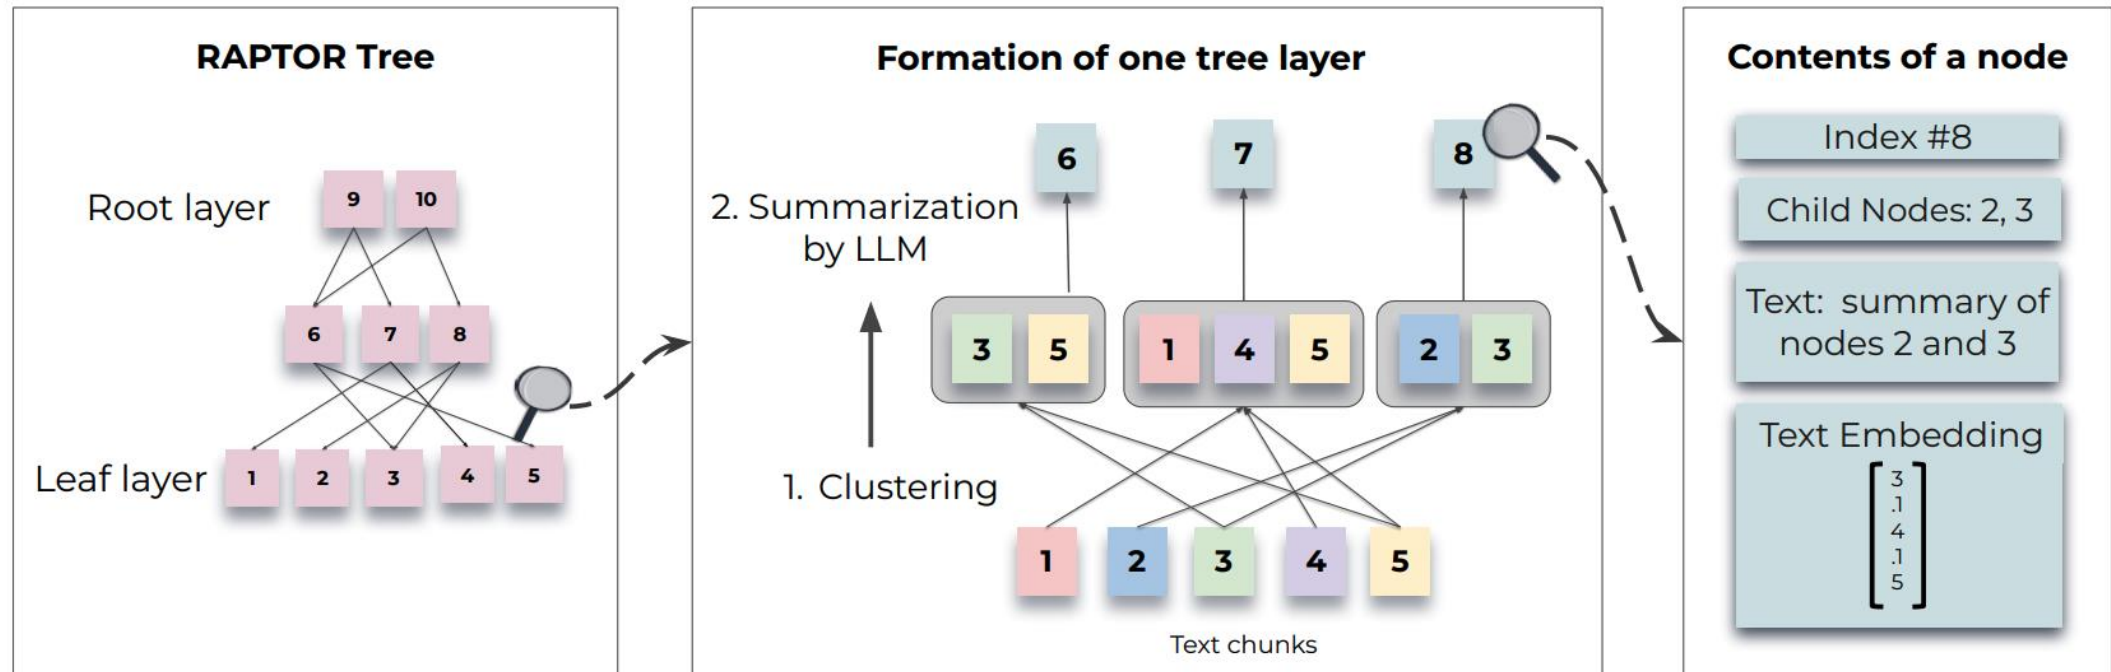 RAPTOR Tree
Root layer
9 10
6 7 8
Leaf layer
1 2 3 4 5
Formation of one tree layer
6 7 8
2. Summarization
by LLM
3 5 1 4 5 2 3
1. Clustering
1 2 3 4 5
Text chunks
Contents of a node
Index #8
Child Nodes: 2, 3
Text: summary of
nodes 2 and 3
Text Embedding
3
.1
4
.1
5